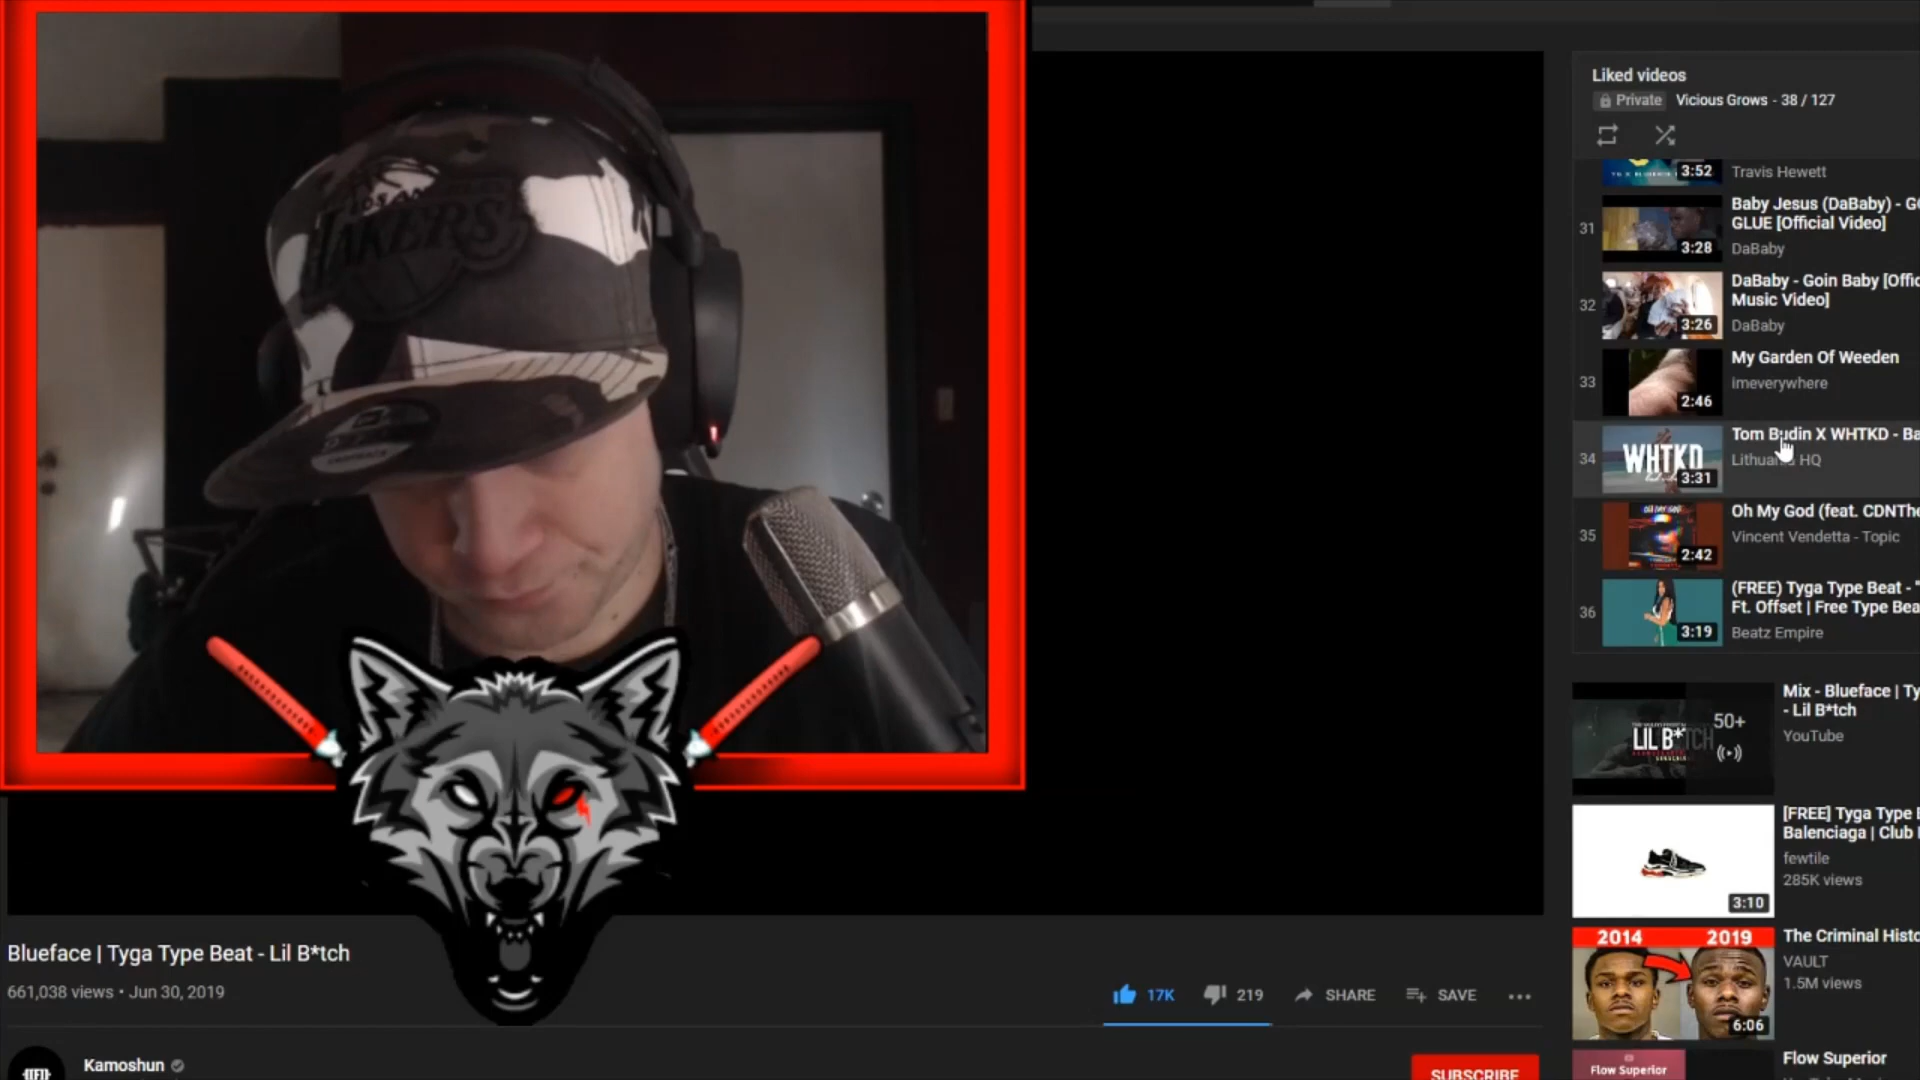 LOS ANGELES
LAKERS
Liked videos
Private Vicious Grows - 38 / 127
3:52
Travis Hewett
31
3:28
Baby Jesus (DaBaby) - GO
GLUE [Official Video]
DaBaby
32
3:26
DaBaby - Goin Baby [Offic
Music Video]
DaBaby
33
2:46
My Garden Of Weeden
imeverywhere
34
WHTKD
3:31
Tom Budin X WHTKD - Ba
Lithuania HQ
35
2:42
Oh My God (feat. CDNThe
Vincent Vendetta - Topic
36
3:19
(FREE) Tyga Type Beat - "
Ft. Offset | Free Type Bea
Beatz Empire
LIL B*TCH
50+
Mix - Blueface | Ty
- Lil B*tch
YouTube
3:10
[FREE] Tyga Type B
Balenciaga | Club
fewtile
285K views
2014 2019
6:06
The Criminal Histo
VAULT
1.5M views
Flow Superior
Flow Superior
Blueface | Tyga Type Beat - Lil B*tch
661,038 views • Jun 30, 2019
17K 219 SHARE SAVE
Kamoshun
SUBSCRIBE